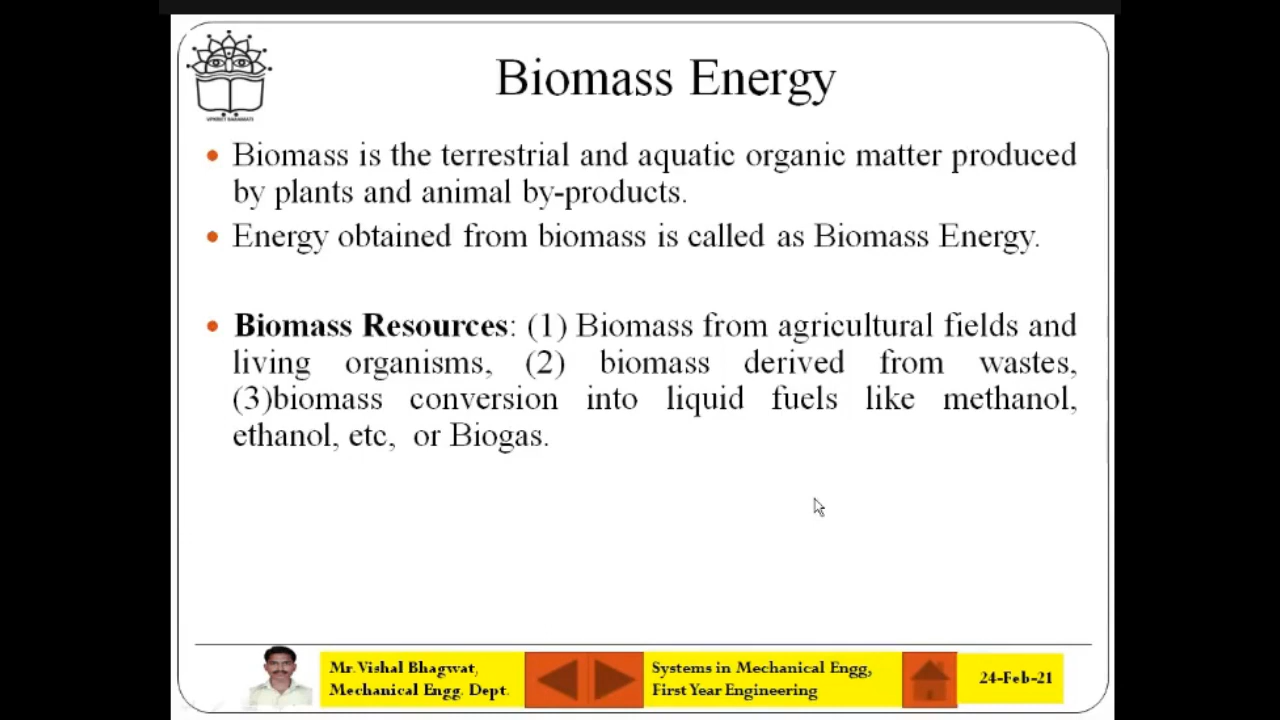 Biomass Energy
Biomass is the terrestrial and aquatic organic matter produced
by plants and animal by-products.
Energy obtained from biomass is called as Biomass Energy.
Biomass Resources: (1) Biomass from agricultural fields and
living organisms, (2) biomass derived from wastes,
(3)biomass conversion into liquid fuels like methanol,
ethanol, etc, or Biogas.
Mr. Vishal Bhagwat,
Mechanical Engg. Dept.
Systems in Mechanical Engg,
First Year Engineering
24-Feb-21